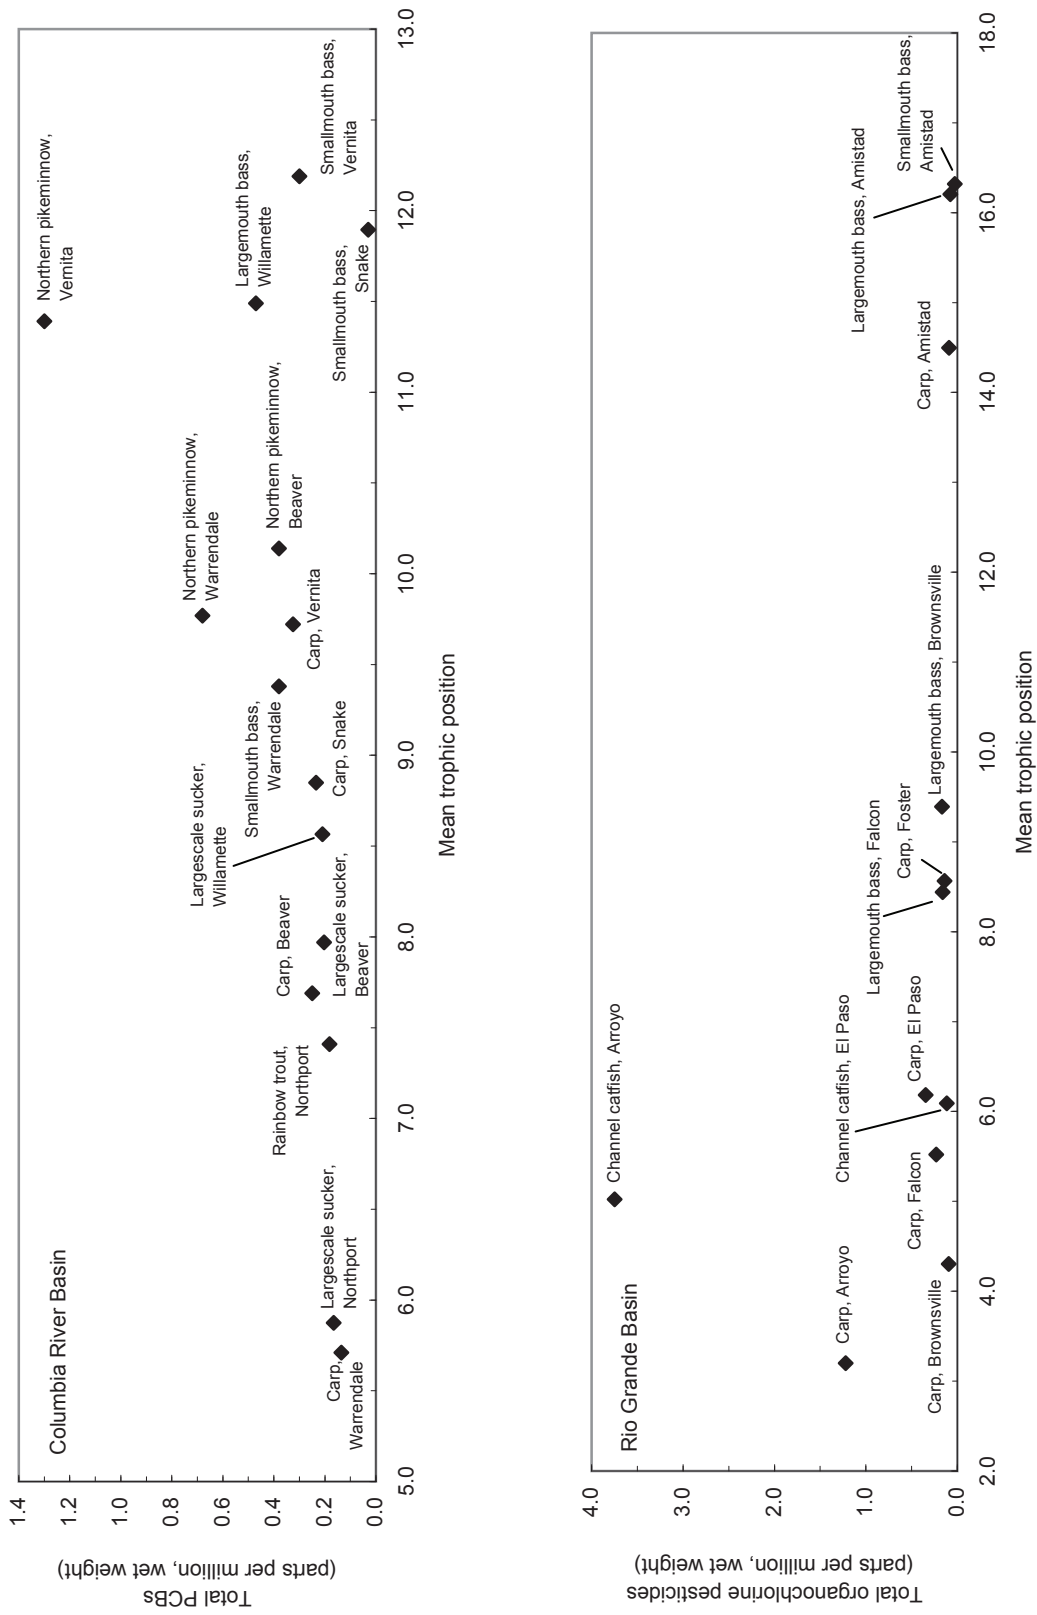 Columbia River Basin
Total PCBs
(parts per million, wet weight)
1.4
1.2
1.0
0.8
0.6
0.4
0.2
0.0
Northern pikeminnow,
Vernita
Northern pikeminnow,
Warrendale
Largemouth bass,
Willamette
Smallmouth bass,
Vernita
Smallmouth bass,
Snake
Northern pikeminnow,
Beaver
Carp, Vernita
Smallmouth bass,
Warrendale
Carp, Snake
Largescale sucker,
Willamette
Carp, Beaver
Largescale sucker,
Beaver
Rainbow trout,
Northport
Largescale sucker,
Northport
Carp,
Warrendale
5.0
6.0
7.0
8.0
9.0
10.0
11.0
12.0
13.0
Mean trophic position
Rio Grande Basin
Total organochlorine pesticides
(parts per million, wet weight)
4.0
3.0
2.0
1.0
0.0
Channel catfish, Arroyo
Carp, Arroyo
Carp, Brownsville
Carp, Falcon
Channel catfish, El Paso
Carp, El Paso
Largemouth bass, Falcon
Carp, Foster
Largemouth bass, Brownsville
Carp, Amistad
Largemouth bass, Amistad
Smallmouth bass,
Amistad
2.0
4.0
6.0
8.0
10.0
12.0
14.0
16.0
18.0
Mean trophic position